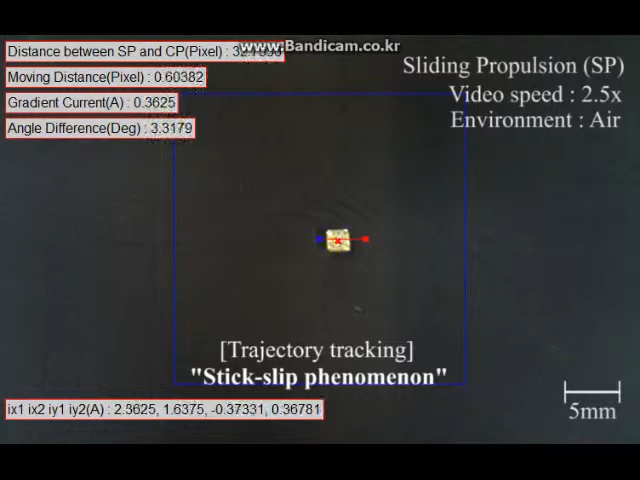 www.Bandicam.co.kr
Distance between SP and CP(Pixel) :
Moving Distance(Pixel) : 0.60382
Gradient Current(A) : 0.3625
Angle Difference(Deg) : 3.3179
Sliding Propulsion (SP)
Video speed : 2.5x
Environment : Air
[Trajectory tracking]
"Stick-slip phenomenon"
ix1 ix2 iy1 iy2(A) : 2.3625, 1.6375, -0.37331, 0.36781
5mm